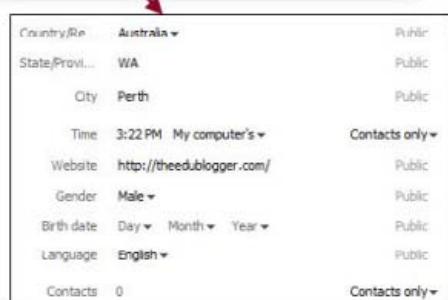 Country/Re... Australia Public
State/Provi... WA Public
City Perth Public
Time 3:22 PM My computer's Contacts only
Website http://theedublogger.com/ Public
Gender Male Public
Birth date Day Month Year Public
Language English Public
Contacts 0 Contacts only